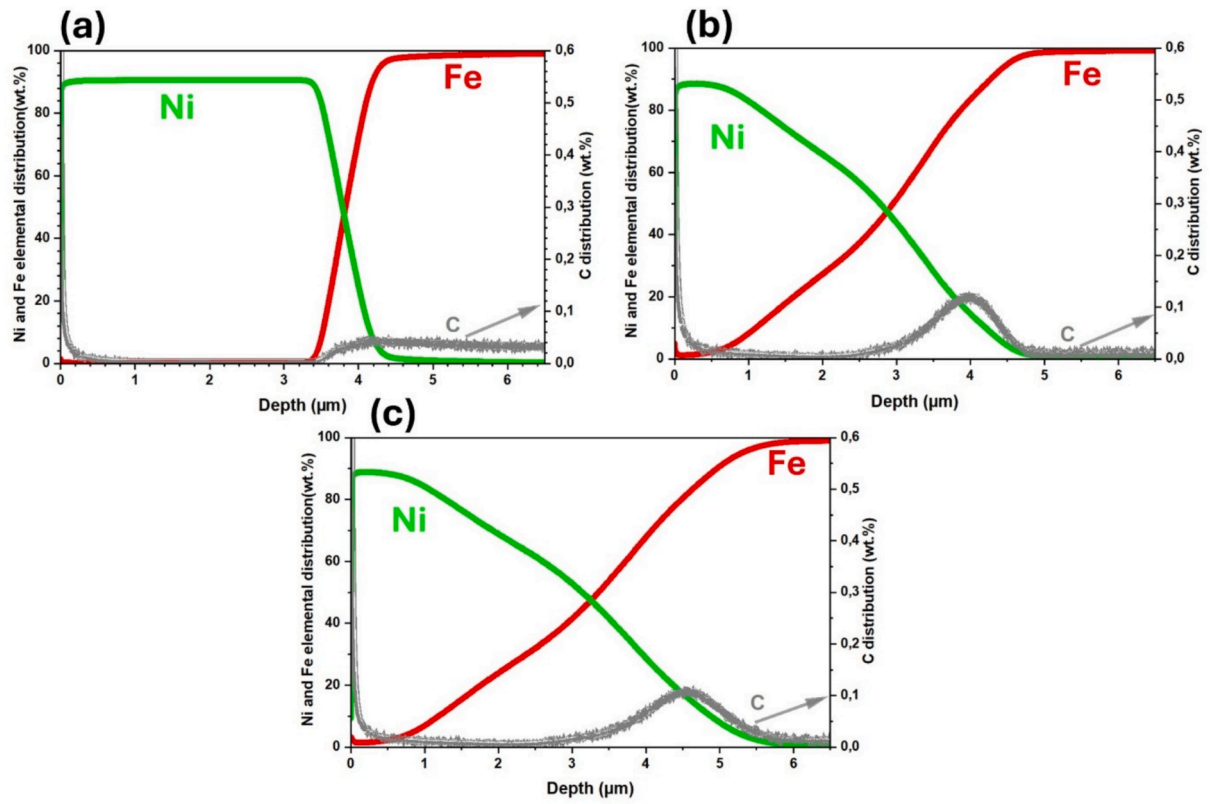 (a)
100
80
60
40
20
0
Ni and Fe elemental distribution(wt.%)
Ni
Fe
C
0,6
0,5
0,4
0,3
0,2
0,1
0,0
C distribution (wt.%)
0 1 2 3 4 5 6
Depth (µm)
(b)
100
80
60
40
20
0
Ni and Fe elemental distribution(wt.%)
Ni
Fe
C
0,6
0,5
0,4
0,3
0,2
0,1
0,0
C distribution (wt.%)
0 1 2 3 4 5 6
Depth (µm)
(c)
100
80
60
40
20
0
Ni and Fe elemental distribution(wt.%)
Ni
Fe
C
0,6
0,5
0,4
0,3
0,2
0,1
0,0
C distribution (wt.%)
0 1 2 3 4 5 6
Depth (µm)